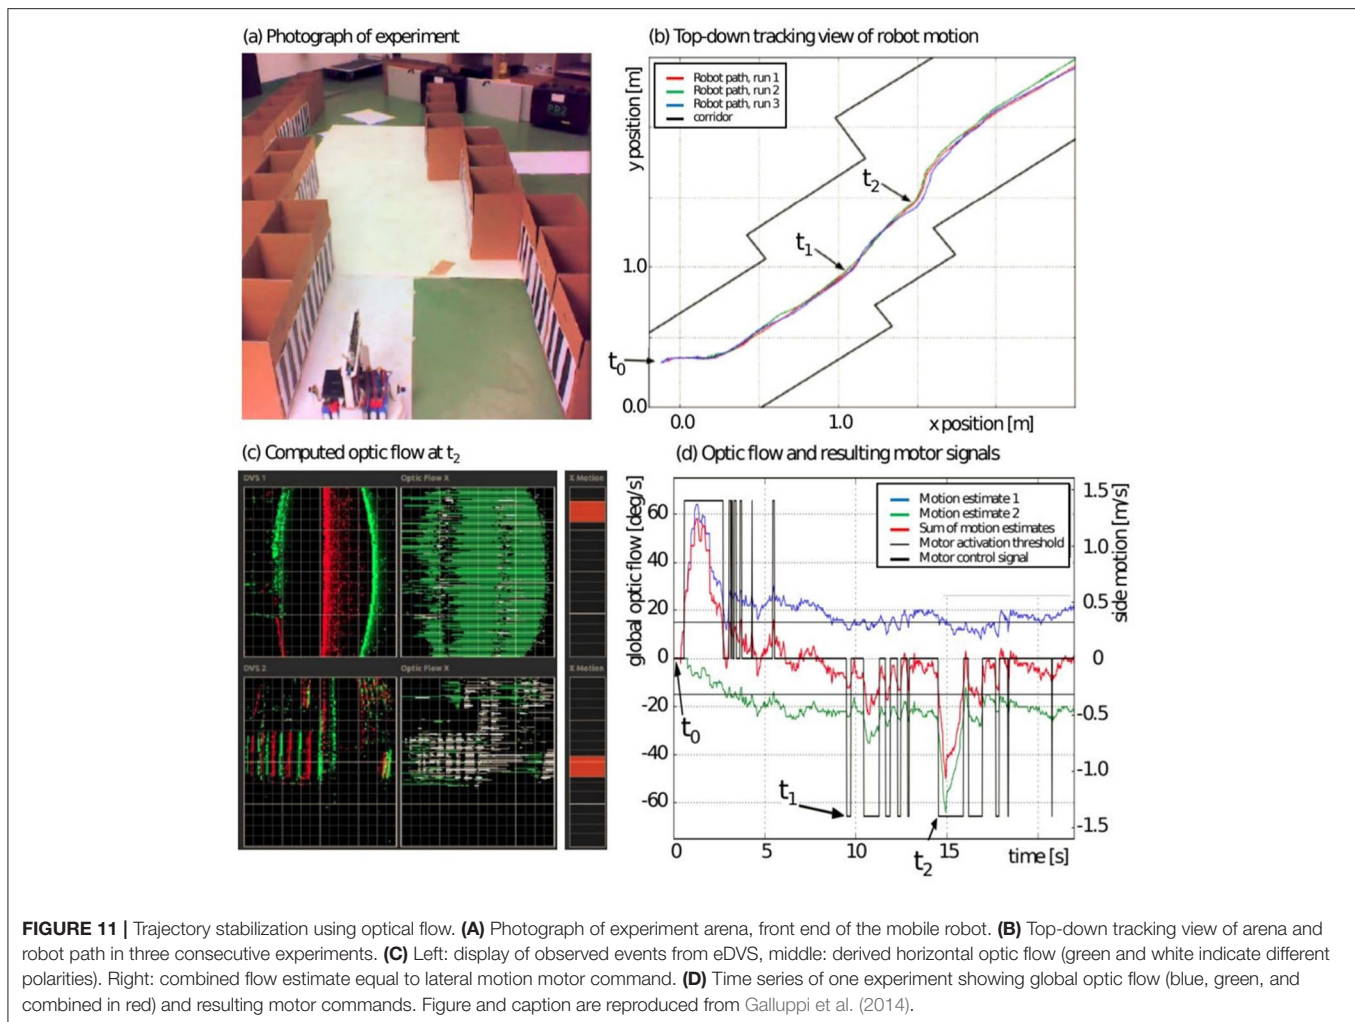 (a) Photograph of experiment
PR2
(b) Top-down tracking view of robot motion
y position [m]
Robot path, run 1
Robot path, run 2
Robot path, run 3
corridor
t2
t1
1.0
t0
0.0
0.0
1.0
x position [m]
(c) Computed optic flow at t2
DVS 1
Optic Flow X
X Motion
DVS 2
Optic Flow X
X Motion
(d) Optic flow and resulting motor signals
global optic flow [deg/s]
60
40
20
0
-20
-40
-60
Motion estimate 1
Motion estimate 2
Sum of motion estimates
Motor activation threshold
Motor control signal
side motion [m/s]
1.5
1.0
0.5
0
-0.5
-1.0
-1.5
t0
t1
t2
0
5
10
15
time [s]
FIGURE 11 | Trajectory stabilization using optical flow. (A) Photograph of experiment arena, front end of the mobile robot. (B) Top-down tracking view of arena and
robot path in three consecutive experiments. (C) Left: display of observed events from eDVS, middle: derived horizontal optic flow (green and white indicate different
polarities). Right: combined flow estimate equal to lateral motion motor command. (D) Time series of one experiment showing global optic flow (blue, green, and
combined in red) and resulting motor commands. Figure and caption are reproduced from Galluppi et al. (2014).